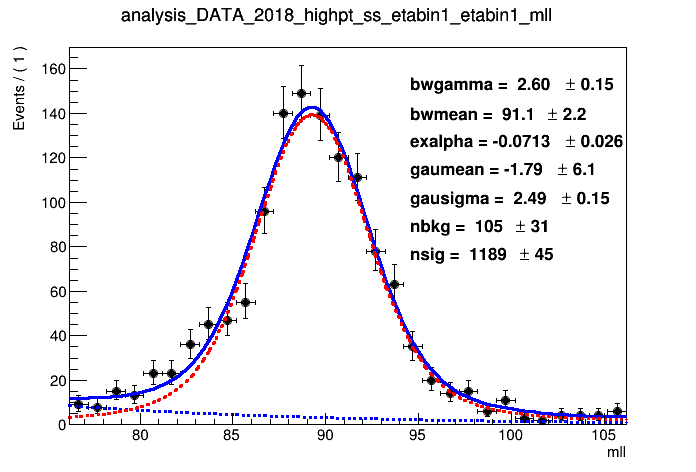 analysis_DATA_2018_highpt_ss_etabin1_etabin1_mll
Events / ( 1 )
160
140
120
100
80
60
40
20
0
bwgamma = 2.60 ± 0.15
bwmean = 91.1 ± 2.2
exalpha = -0.0713 ± 0.026
gaumean = -1.79 ± 6.1
gausigma = 2.49 ± 0.15
nbkg = 105 ± 31
nsig = 1189 ± 45
80 85 90 95 100 105
mll